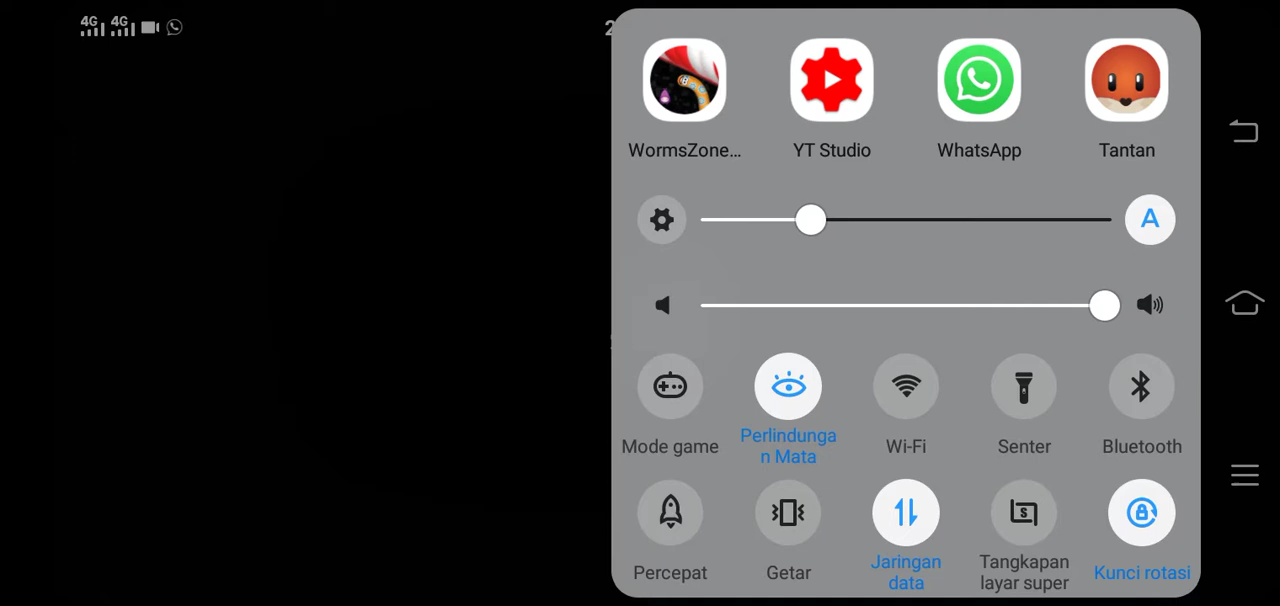 4G 4G
2
WormsZone... YT Studio WhatsApp Tantan
A
Mode game Perlindunga
n Mata Wi-Fi Senter Bluetooth
S
Percepat Getar Jaringan
data Tangkapan
layar super Kunci rotasi